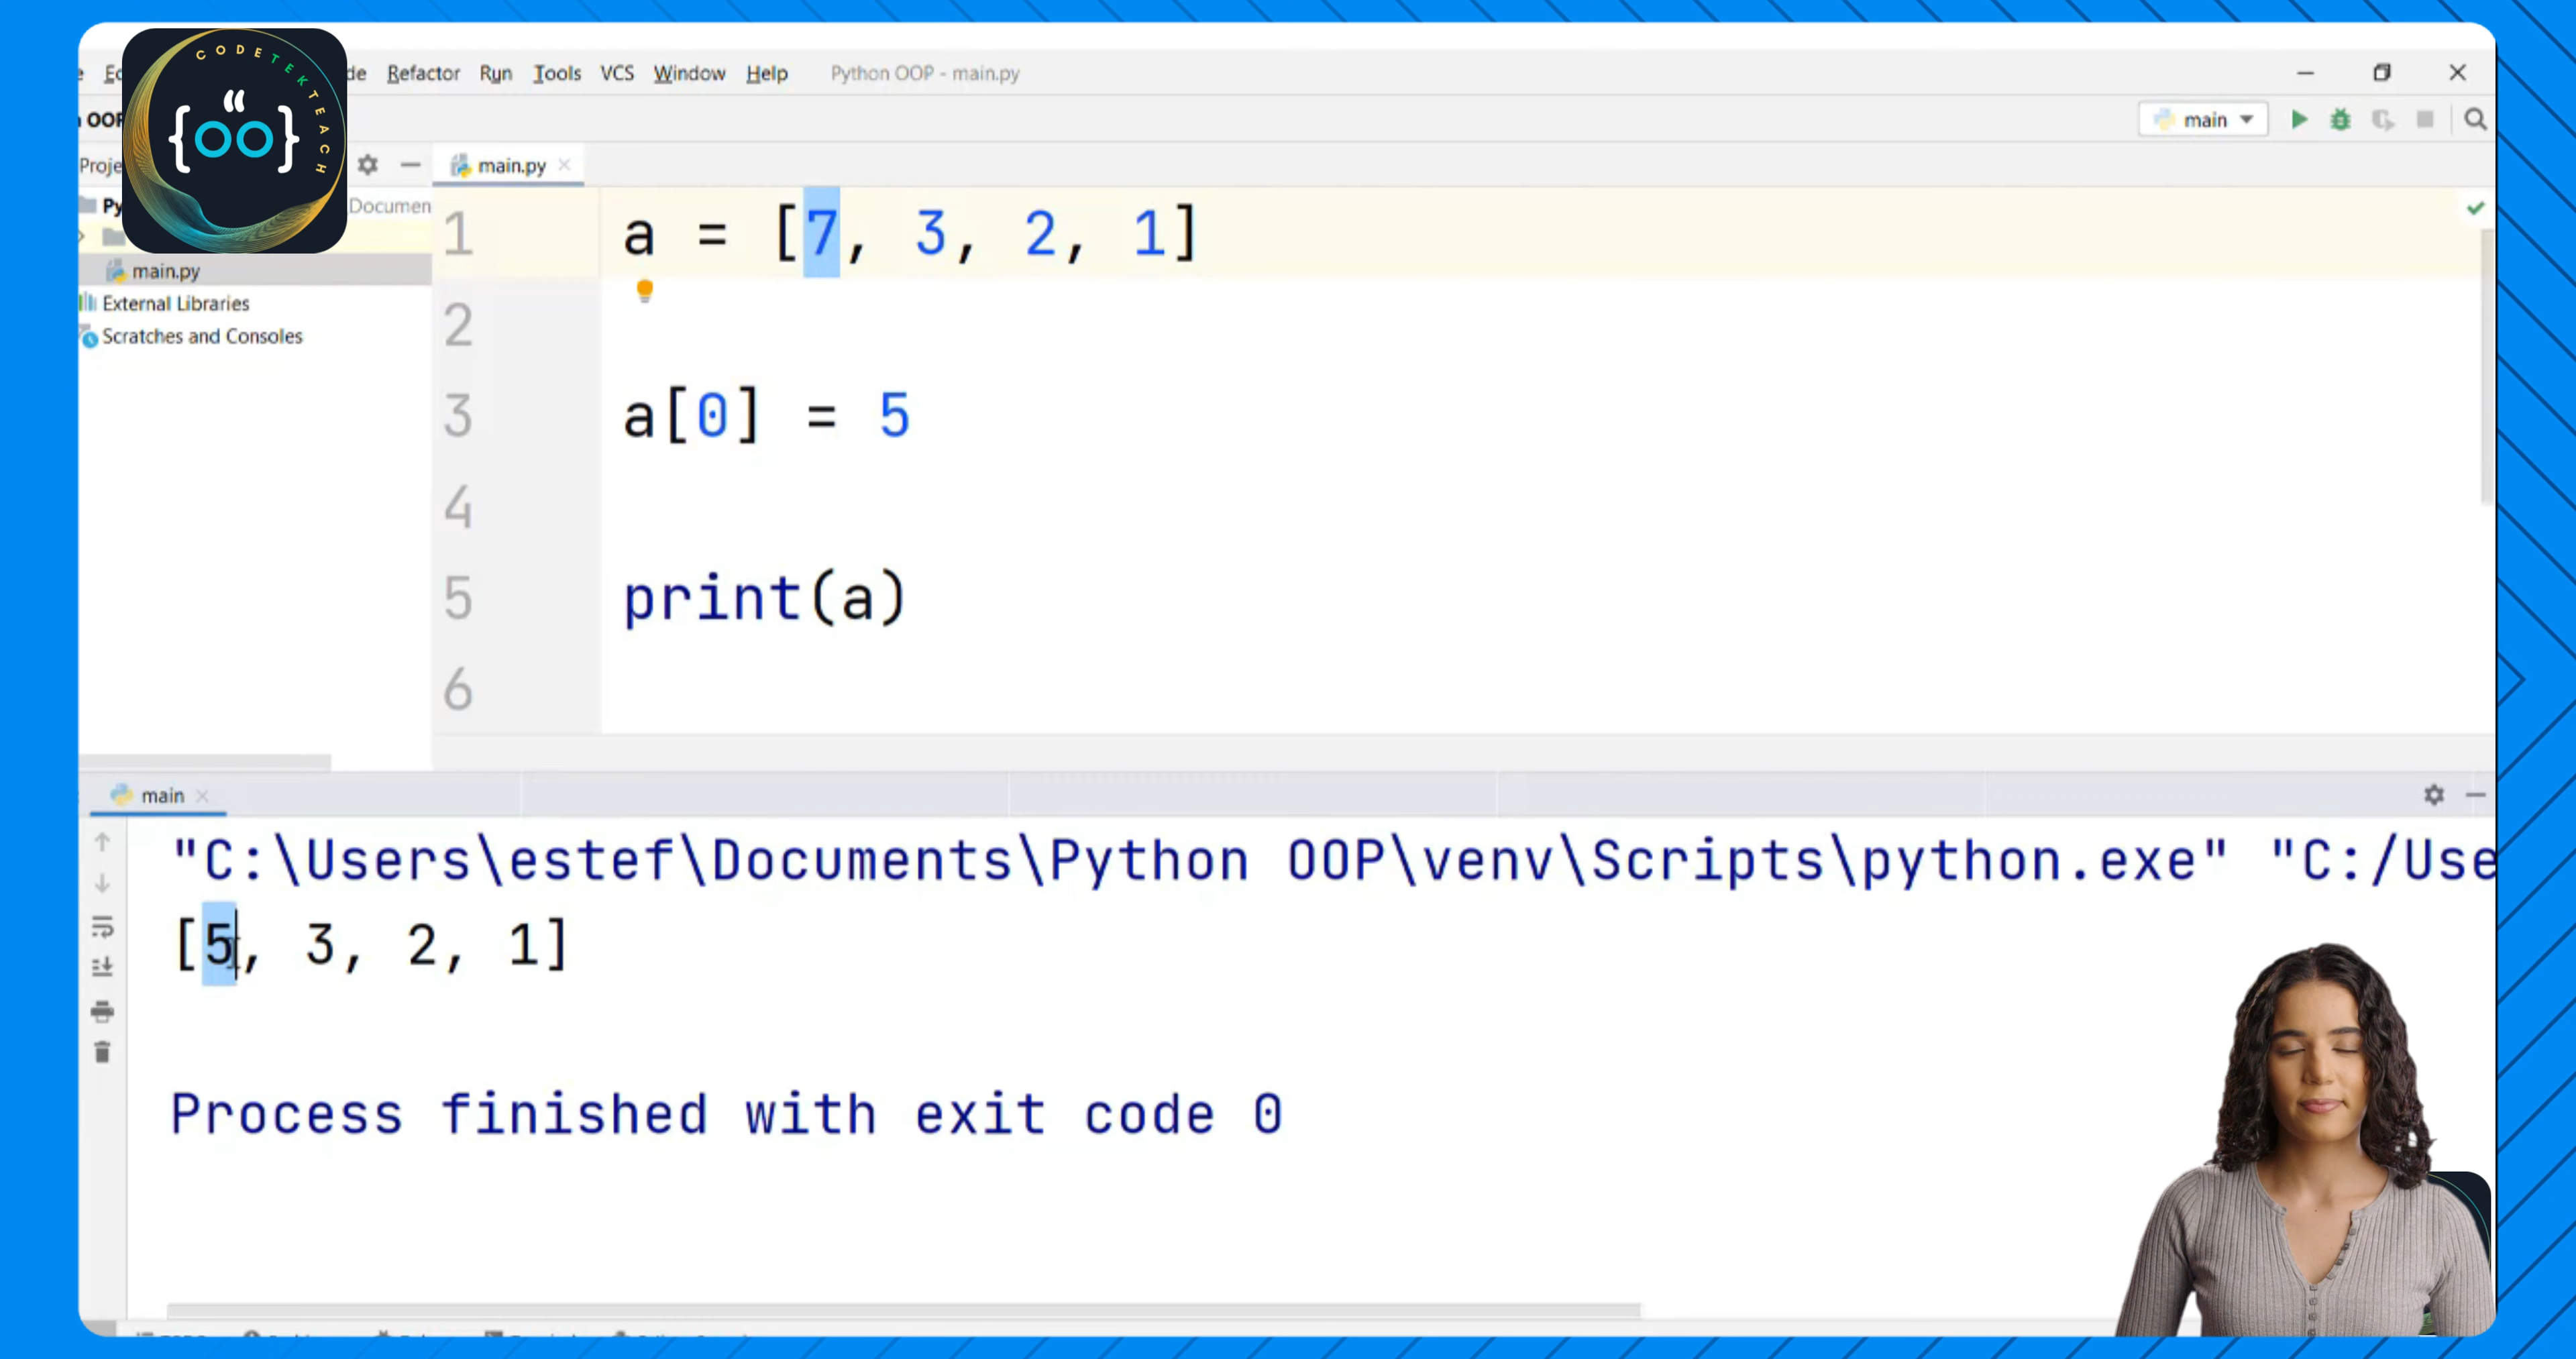 CODETEKTEACH
{oo}
de Refactor Run Tools VCS Window Help Python OOP - main.py
OOP
main
Proje
main.py
Py
Documen
main.py
External Libraries
Scratches and Consoles
1 a = [7, 3, 2, 1]
2
3 a[0] = 5
4
5 print(a)
6
main
"C:\Users\estef\Documents\Python OOP\venv\Scripts\python.exe" "C:/Use
[5, 3, 2, 1]
Process finished with exit code 0